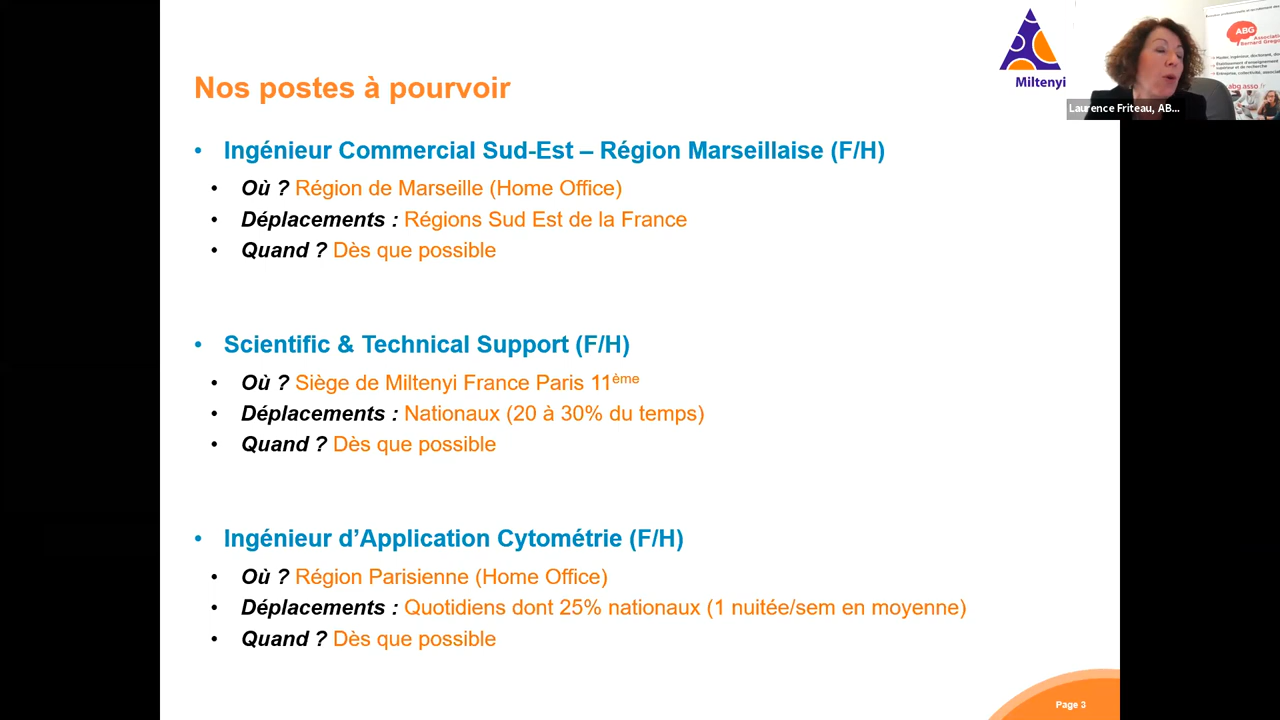 Nos postes à pourvoir
Miltenyi
ABG
Association
Bernard Grego
Laurence Friteau, AB...
abg.asso.fr
• Ingénieur Commercial Sud-Est – Région Marseillaise (F/H)
• Où ? Région de Marseille (Home Office)
• Déplacements : Régions Sud Est de la France
• Quand ? Dès que possible
• Scientific & Technical Support (F/H)
• Où ? Siège de Miltenyi France Paris 11ème
• Déplacements : Nationaux (20 à 30% du temps)
• Quand ? Dès que possible
• Ingénieur d’Application Cytométrie (F/H)
• Où ? Région Parisienne (Home Office)
• Déplacements : Quotidiens dont 25% nationaux (1 nuitée/sem en moyenne)
• Quand ? Dès que possible
Page 3